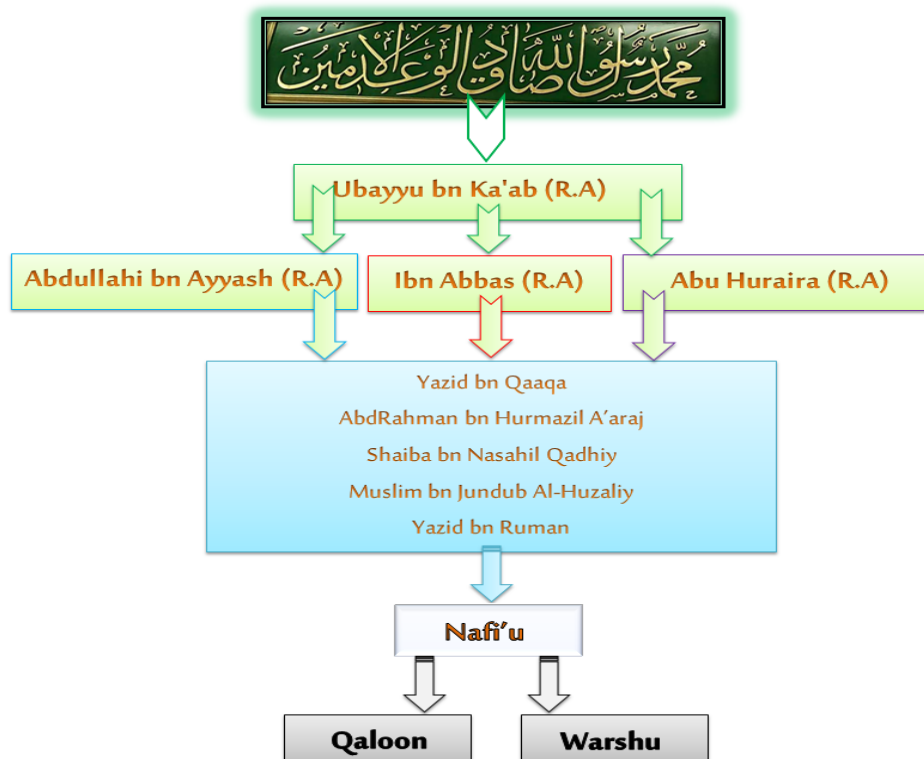 محمد رسول الله صادق الوعد الامين
Ubayyu bn Ka'ab (R.A)
Abdullahi bn Ayyash (R.A)
Ibn Abbas (R.A)
Abu Huraira (R.A)
Yazid bn Qaaqa
AbdRahman bn Hurmazil A’araj
Shaiba bn Nasahil Qadhiy
Muslim bn Jundub Al-Huzaliy
Yazid bn Ruman
Nafi’u
Qaloon
Warshu